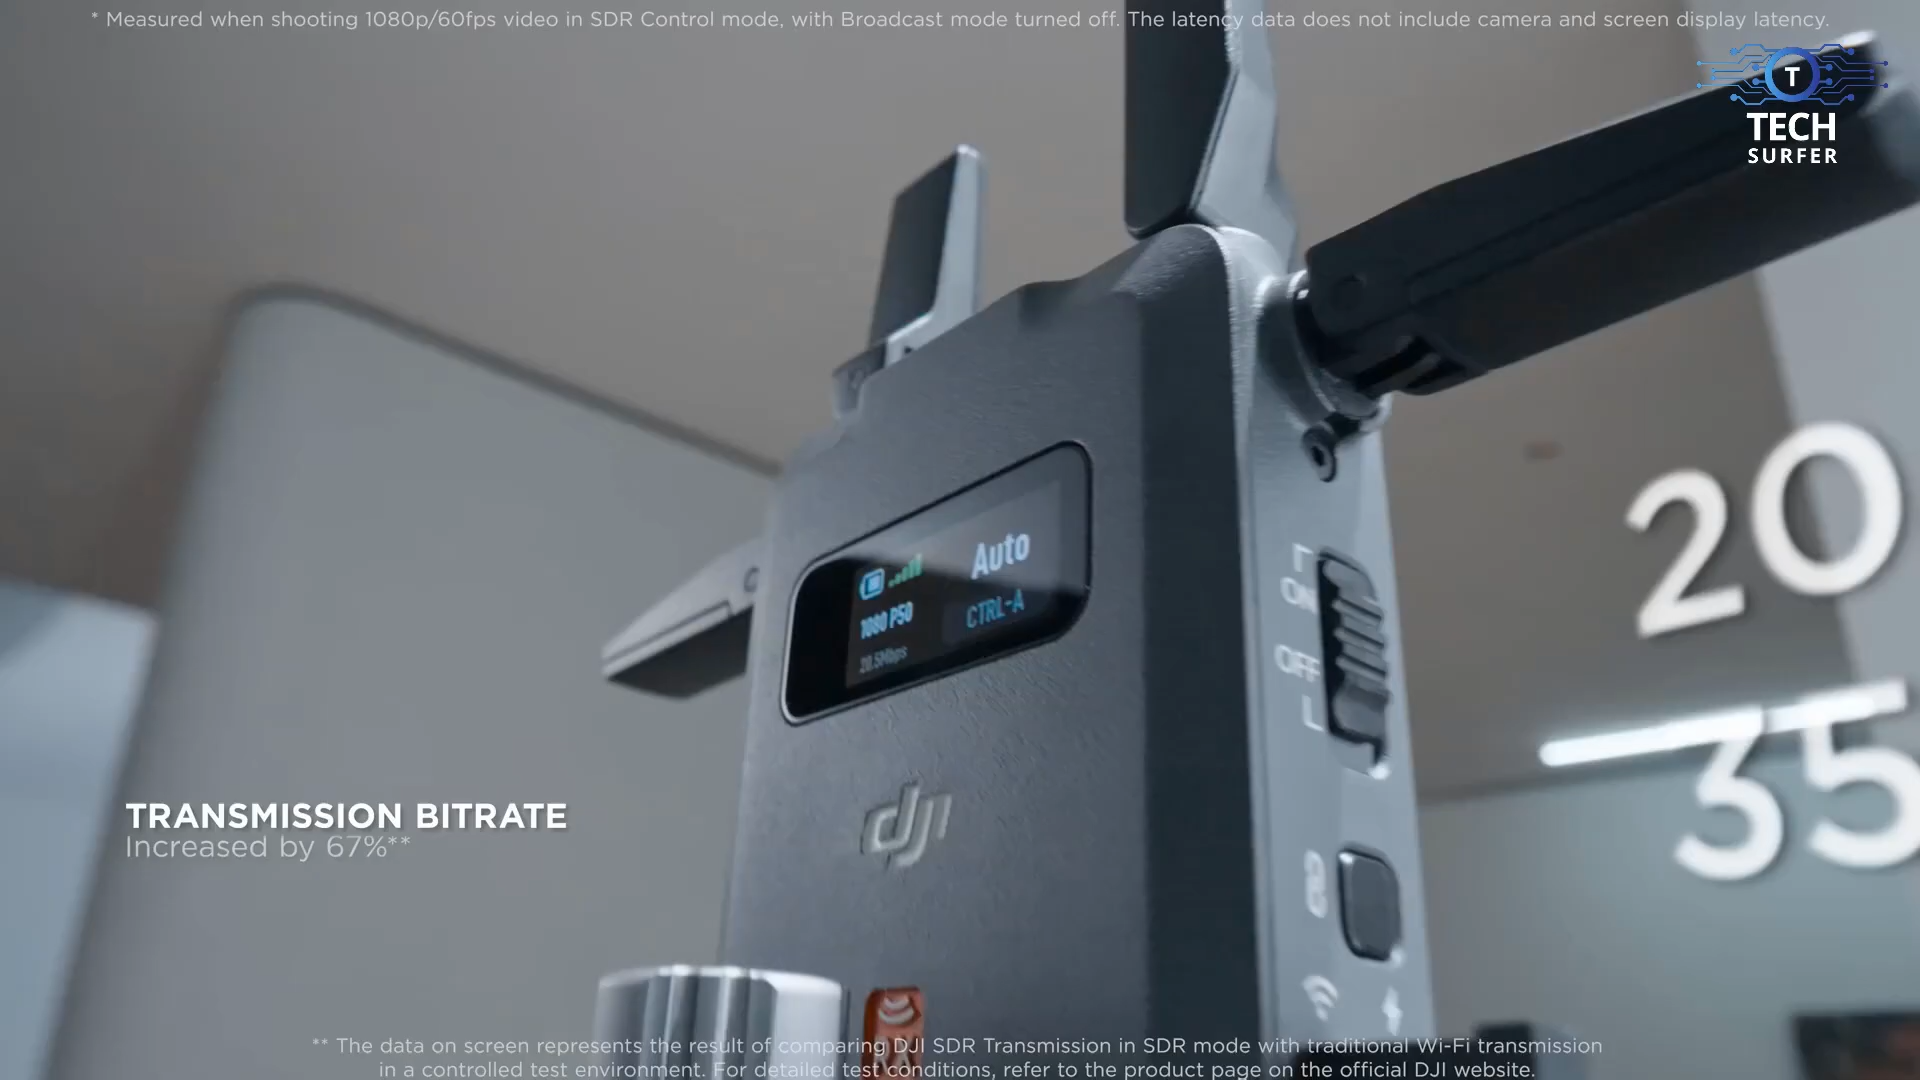 * Measured when shooting 1080p/60fps video in SDR Control mode, with Broadcast mode turned off. The latency data does not include camera and screen display latency.
T
TECH
SURFER
20
Auto
1080 P50
CTRL-A
20.5Mbps
ON
OFF
35
TRANSMISSION BITRATE
Increased by 67%**
dji
** The data on screen represents the result of comparing DJI SDR Transmission in SDR mode with traditional Wi-Fi transmission
in a controlled test environment. For detailed test conditions, refer to the product page on the official DJI website.